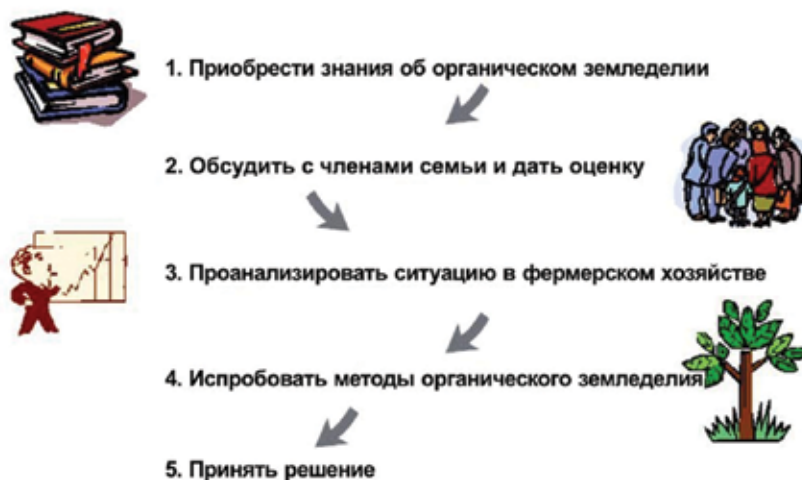 1. Приобрести знания об органическом земледелии
2. Обсудить с членами семьи и дать оценку
3. Проанализировать ситуацию в фермерском хозяйстве
4. Испробовать методы органического земледелия
5. Принять решение